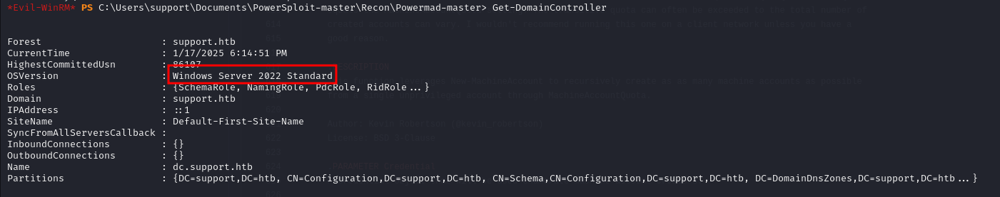 *Evil-WinRM* PS C:\Users\support\Documents\PowerSploit-master\Recon\Powermad-master> Get-DomainController
Forest : support.htb
CurrentTime : 1/17/2025 6:14:51 PM
HighestCommittedUsn : 86107
OSVersion : Windows Server 2022 Standard
Roles : {SchemaRole, NamingRole, PdcRole, RidRole...}
Domain : support.htb
IPAddress : ::1
SiteName : Default-First-Site-Name
SyncFromAllServersCallback :
InboundConnections : {}
OutboundConnections : {}
Name : dc.support.htb
Partitions : {DC=support,DC=htb, CN=Configuration,DC=support,DC=htb, CN=Schema,CN=Configuration,DC=support,DC=htb, DC=DomainDnsZones,DC=support,DC=htb...}